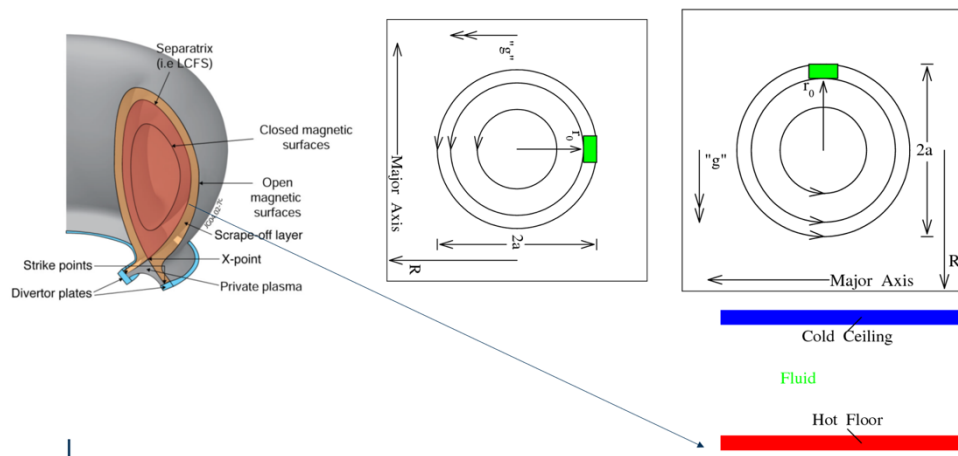 Separatrix
(i.e LCFS)
Closed magnetic
surfaces
Open
magnetic
surfaces
Scrape-off layer
X-point
Strike points
Divertor plates
Private plasma
"g"
r₀
Major Axis
2a
R
r₀
"g"
2a
R
Major Axis
Cold Ceiling
Fluid
Hot Floor